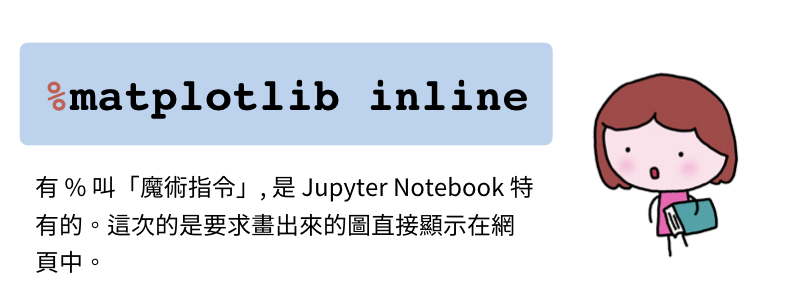 %matplotlib inline
有 % 叫「魔術指令」, 是 Jupyter Notebook 特
有的。這次的是要求畫出來的圖直接顯示在網
頁中。